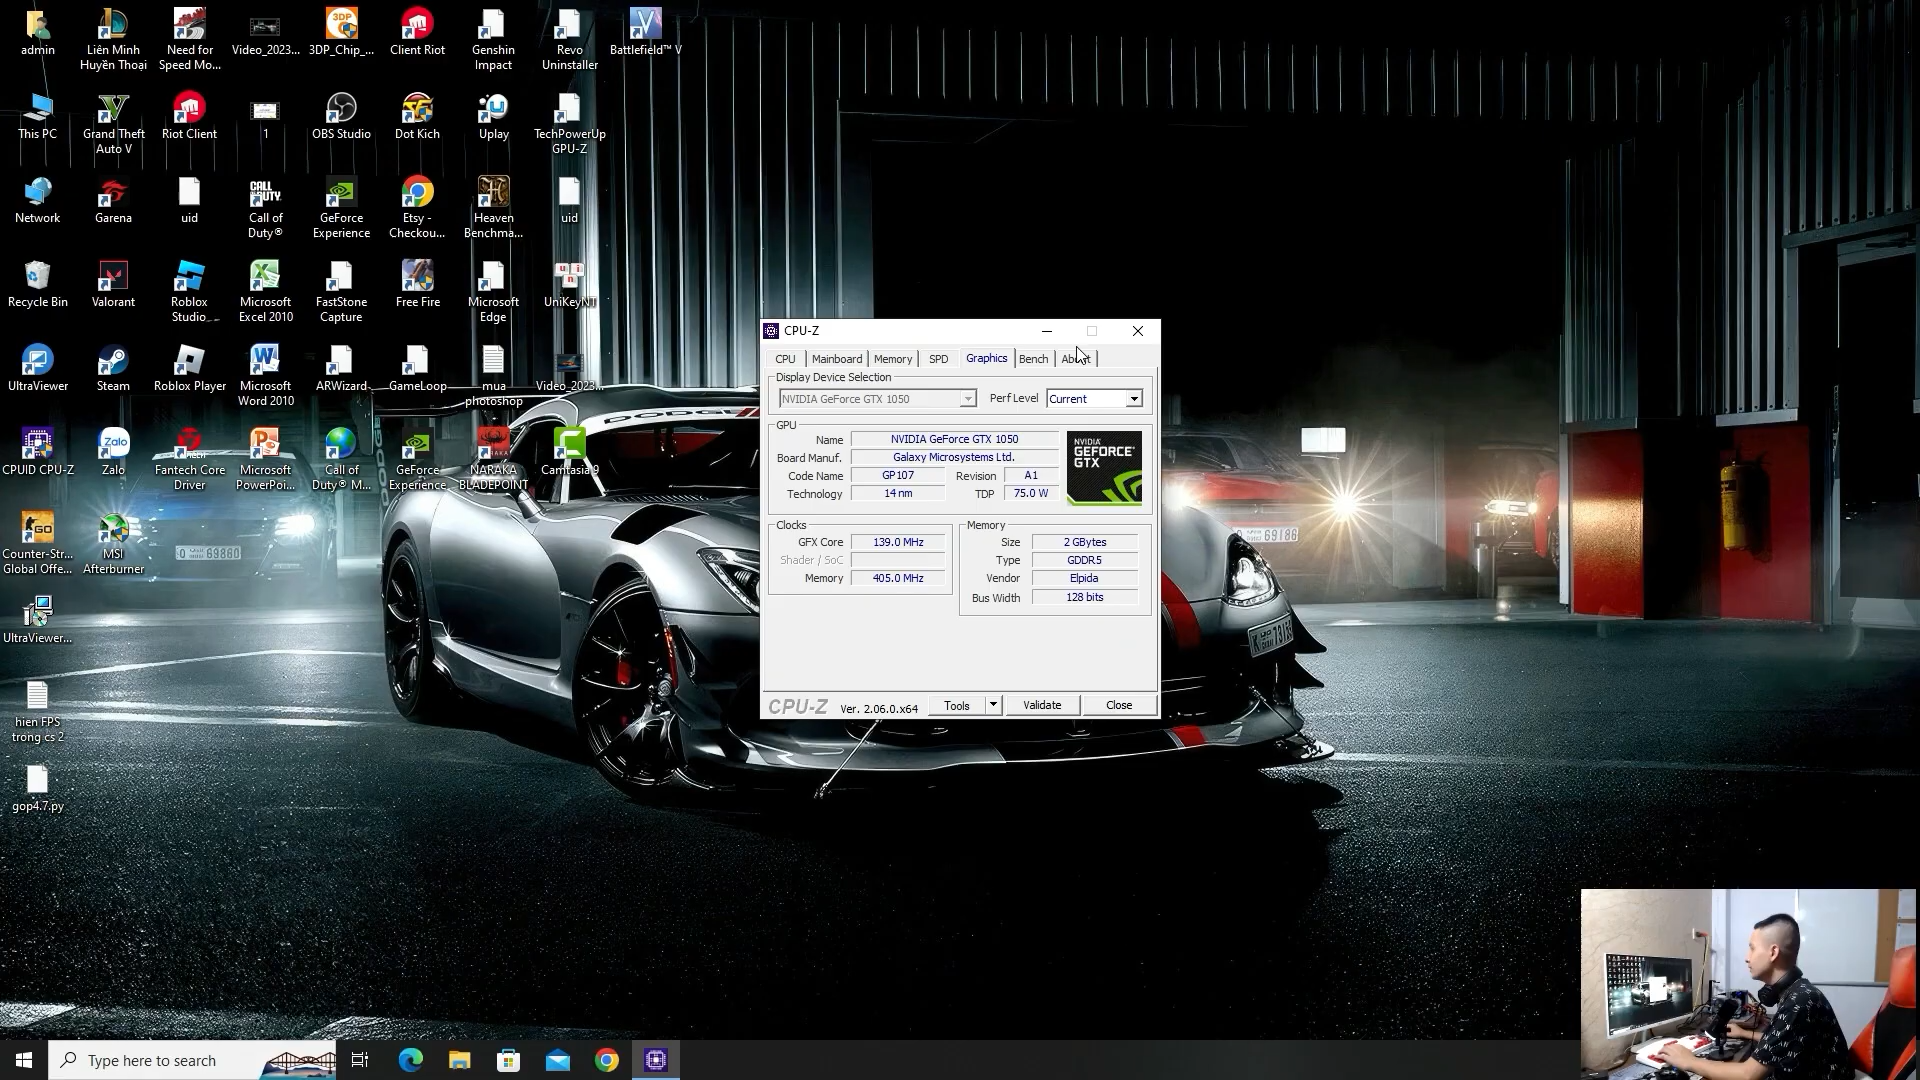 admin
Liên Minh
Huyền Thoại
Need for
Speed Mo...
Video_2023...
3DP_Chip_...
Client Riot
Genshin
Impact
Revo
Uninstaller
Battlefield™ V
This PC
Grand Theft
Auto V
Riot Client
1
OBS Studio
Dot Kich
Uplay
TechPowerUp
GPU-Z
Network
Garena
uid
Call of
Duty®
GeForce
Experience
Etsy -
Checkou...
Heaven
Benchma...
uid
Recycle Bin
Valorant
Roblox
Studio
Microsoft
Excel 2010
FastStone
Capture
Free Fire
Microsoft
Edge
UniKeyNT
UltraViewer
Steam
Roblox Player
Microsoft
Word 2010
ARWizard
GameLoop
mua
photoshop
Video_2023...
CPUID CPU-Z
Zalo
Fantech Core
Driver
Microsoft
PowerPoi...
Call of
Duty® M...
GeForce
Experience
NARAKA
BLADEPOINT
Camtasia 9
Counter-Str...
Global Offe...
MSI
Afterburner
UltraViewer...
hien FPS
trong cs 2
gop4.7.py
DODGE
69860
69186
CPU-Z
CPU Mainboard Memory SPD Graphics Bench About
Display Device Selection
NVIDIA GeForce GTX 1050 Perf Level Current
GPU
Name NVIDIA GeForce GTX 1050
Board Manuf. Galaxy Microsystems Ltd.
Code Name GP107 Revision A1
Technology 14 nm TDP 75.0 W
NVIDIA
GEFORCE
GTX
Clocks
GFX Core 139.0 MHz
Shader / SoC
Memory 405.0 MHz
Memory
Size 2 GBytes
Type GDDR5
Vendor Elpida
Bus Width 128 bits
CPU-Z Ver. 2.06.0.x64 Tools Validate Close
Type here to search